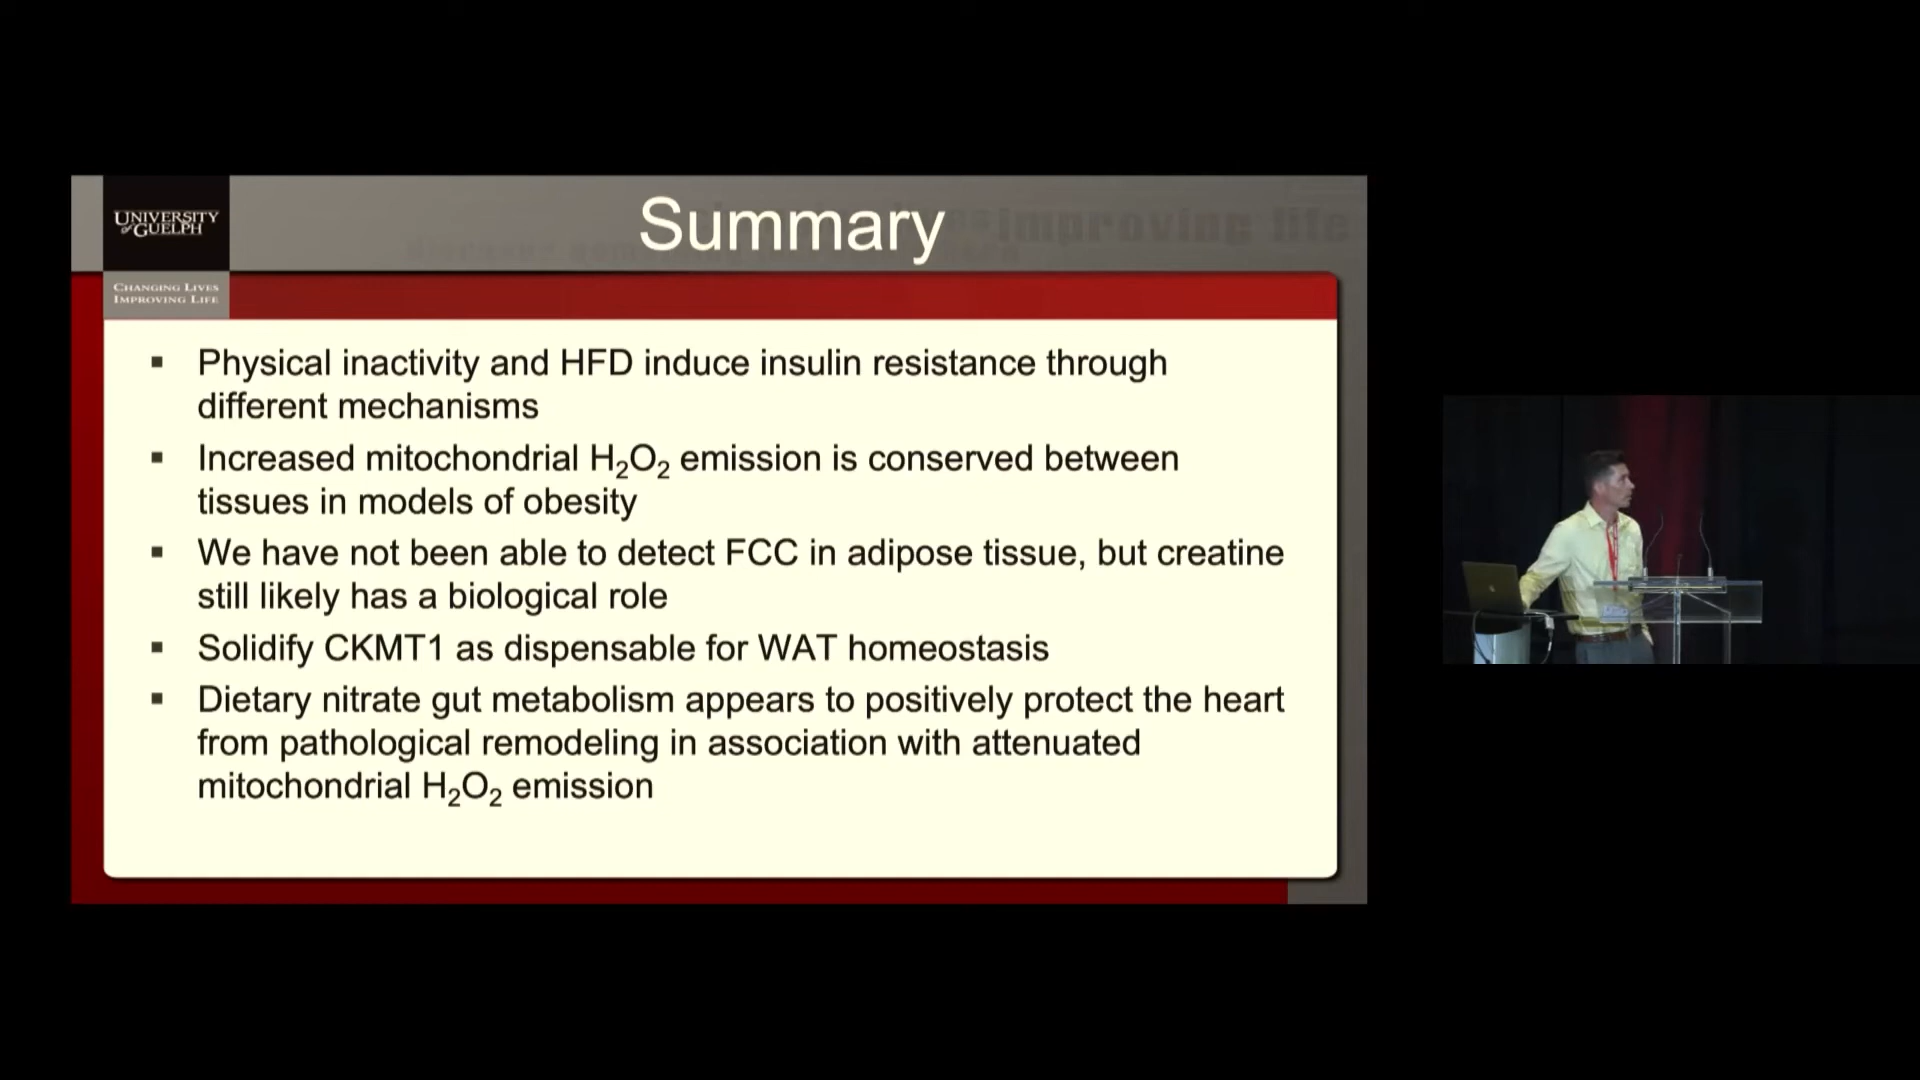 UNIVERSITY
of GUELPH
CHANGING LIVES
IMPROVING LIFE
Summary
improving life
▪ Physical inactivity and HFD induce insulin resistance through
different mechanisms
▪ Increased mitochondrial H₂O₂ emission is conserved between
tissues in models of obesity
▪ We have not been able to detect FCC in adipose tissue, but creatine
still likely has a biological role
▪ Solidify CKMT1 as dispensable for WAT homeostasis
▪ Dietary nitrate gut metabolism appears to positively protect the heart
from pathological remodeling in association with attenuated
mitochondrial H₂O₂ emission